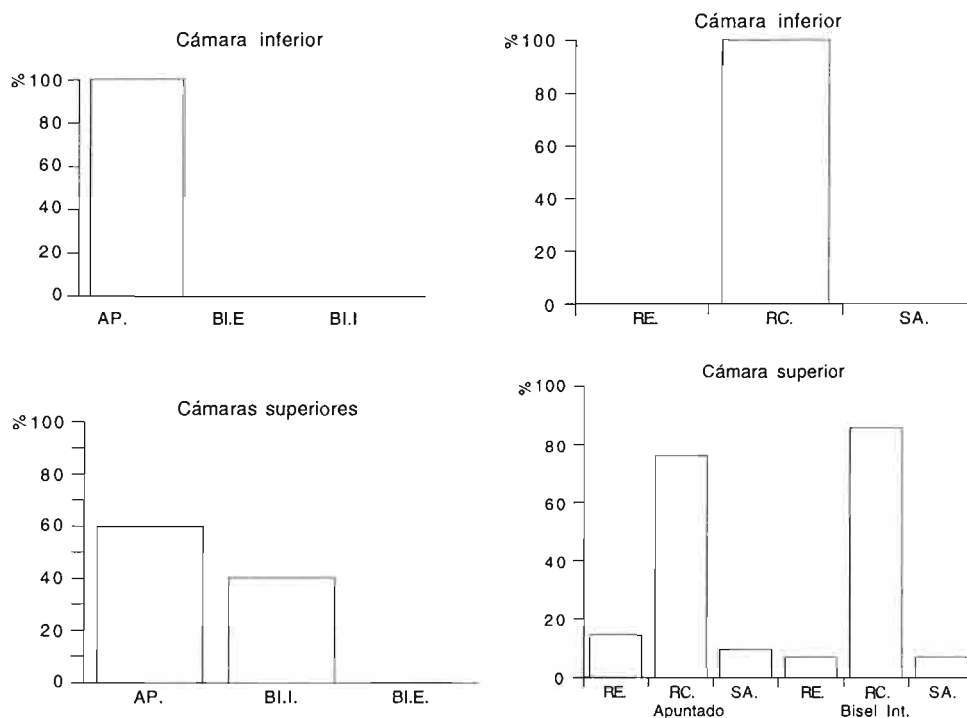 Cámara inferior
% 100
80
60
40
20
0
AP. BI.E BI.I
Cámara inferior
% 100
80
60
40
20
0
RE. RC. SA.
Cámaras superiores
% 100
80
60
40
20
0
AP. BI.I. BI.E.
Cámara superior
% 100
80
60
40
20
0
RE. RC. SA. RE. RC. SA.
Apuntado Bisel Int.